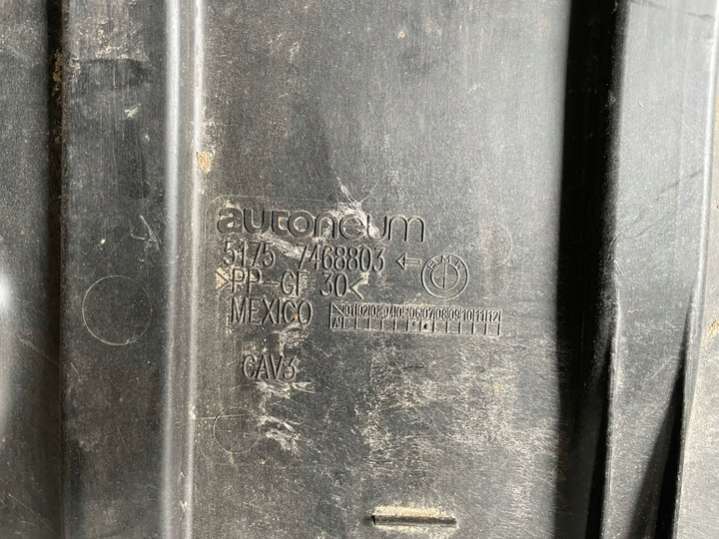 autoneum
5175 7468803 ←
>PP GF 30<
MEXICO
CAV3